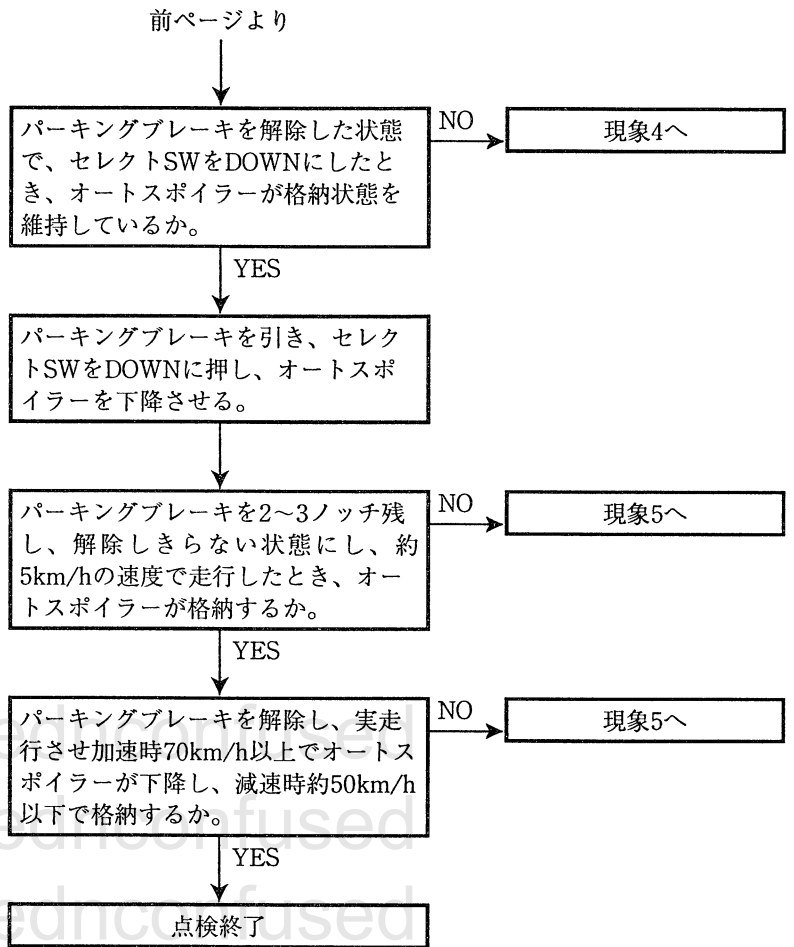 前ページより
パーキングブレーキを解除した状態
で、セレクトSWをDOWNにしたと
き、オートスポイラーが格納状態を
維持しているか。
NO
現象4へ
YES
パーキングブレーキを引き、セレク
トSWをDOWNに押し、オートスポ
イラーを下降させる。
パーキングブレーキを2～3ノッチ残
し、解除しきらない状態にし、約
5km/hの速度で走行したとき、オー
トスポイラーが格納するか。
NO
現象5へ
YES
パーキングブレーキを解除し、実走
行させ加速時70km/h以上でオートス
ポイラーが下降し、減速時約50km/h
以下で格納するか。
NO
現象5へ
YES
点検終了
ednconfused
ednconfused
ednconfused